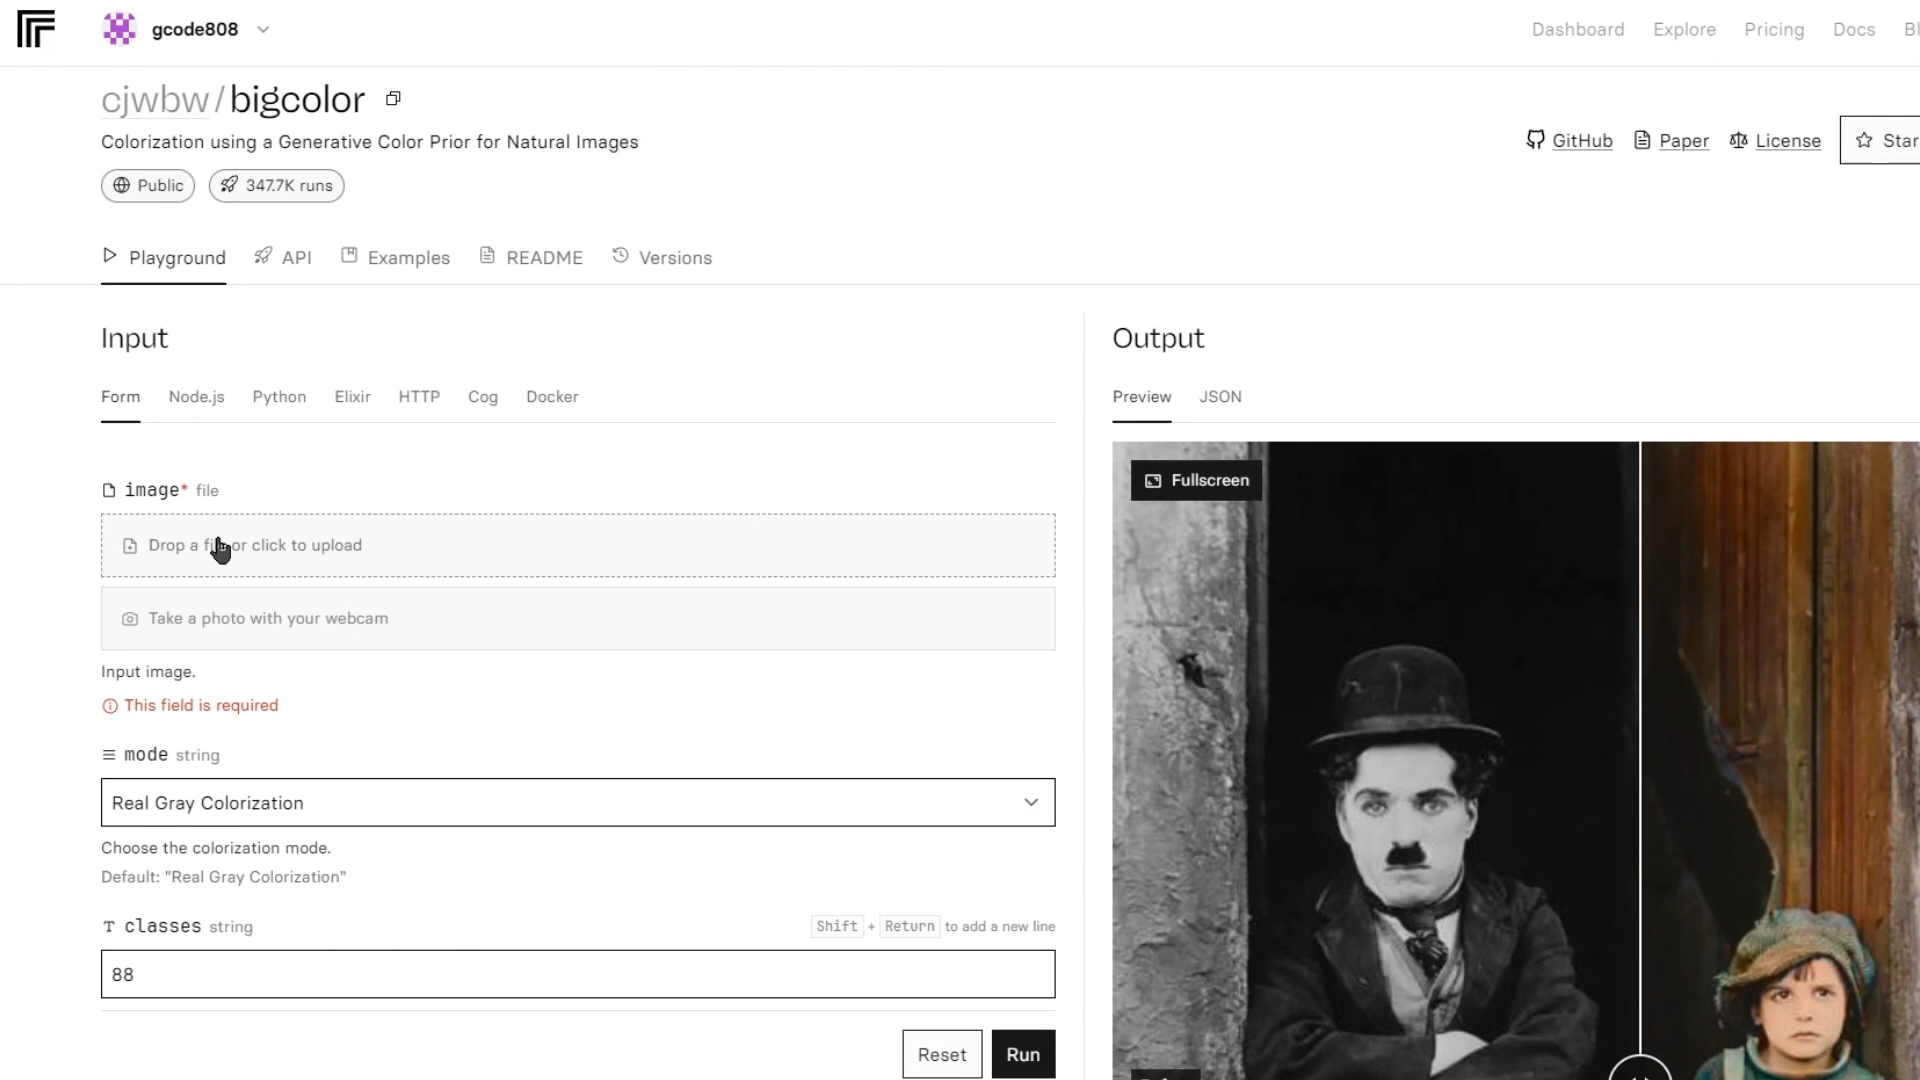 gcode808
Dashboard Explore Pricing Docs
cjwbw/bigcolor
Colorization using a Generative Color Prior for Natural Images
GitHub Paper License Star
Public 347.7K runs
Playground API Examples README Versions
Input
Output
Form Node.js Python Elixir HTTP Cog Docker
Preview JSON
image* file
Fullscreen
Drop a file or click to upload
Take a photo with your webcam
Input image.
This field is required
mode string
Real Gray Colorization
Choose the colorization mode.
Default: "Real Gray Colorization"
classes string
Shift + Return to add a new line
88
Reset Run